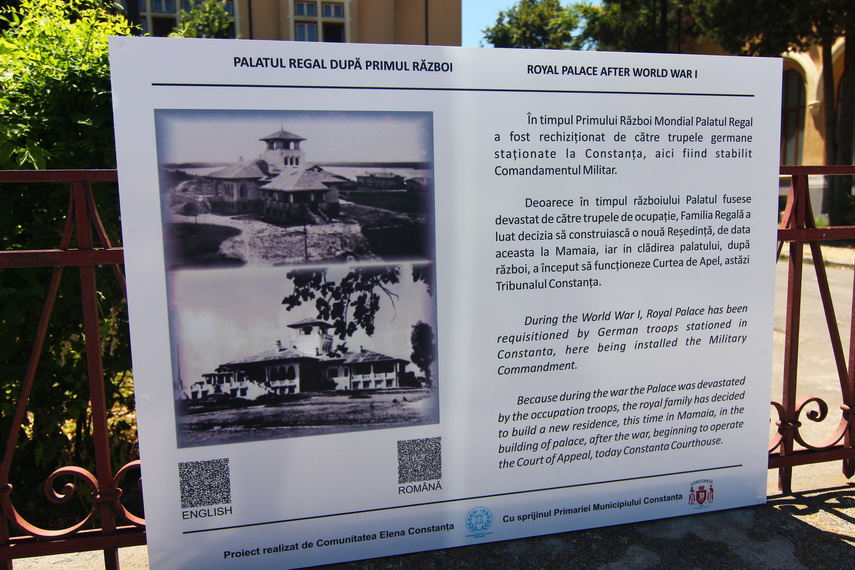 PALATUL REGAL DUPĂ PRIMUL RĂZBOI
ROYAL PALACE AFTER WORLD WAR I
În timpul Primului Război Mondial Palatul Regal
a fost rechiziționat de către trupele germane
staționate la Constanța, aici fiind stabilit
Comandamentul Militar.
Deoarece în timpul războiului Palatul fusese
devastat de către trupele de ocupație, Familia Regală a
luat decizia să construiască o nouă Reședință, de data
aceasta la Mamaia, iar în clădirea palatului, după
război, a început să funcționeze Curtea de Apel, astăzi
Tribunalul Constanța.
During the World War I, Royal Palace has been
requisitioned by German troops stationed in
Constanta, here being installed the Military
Commandment.
Because during the war the Palace was devastated
by the occupation troops, the royal family has decided
to build a new residence, this time in Mamaia, in the
building of palace, after the war, beginning to operate
the Court of Appeal, today Constanta Courthouse.
ENGLISH
ROMÂNĂ
Proiect realizat de Comunitatea Elena Constanța
Cu sprijinul Primariei Municipiului Constanța
CONSTANȚA